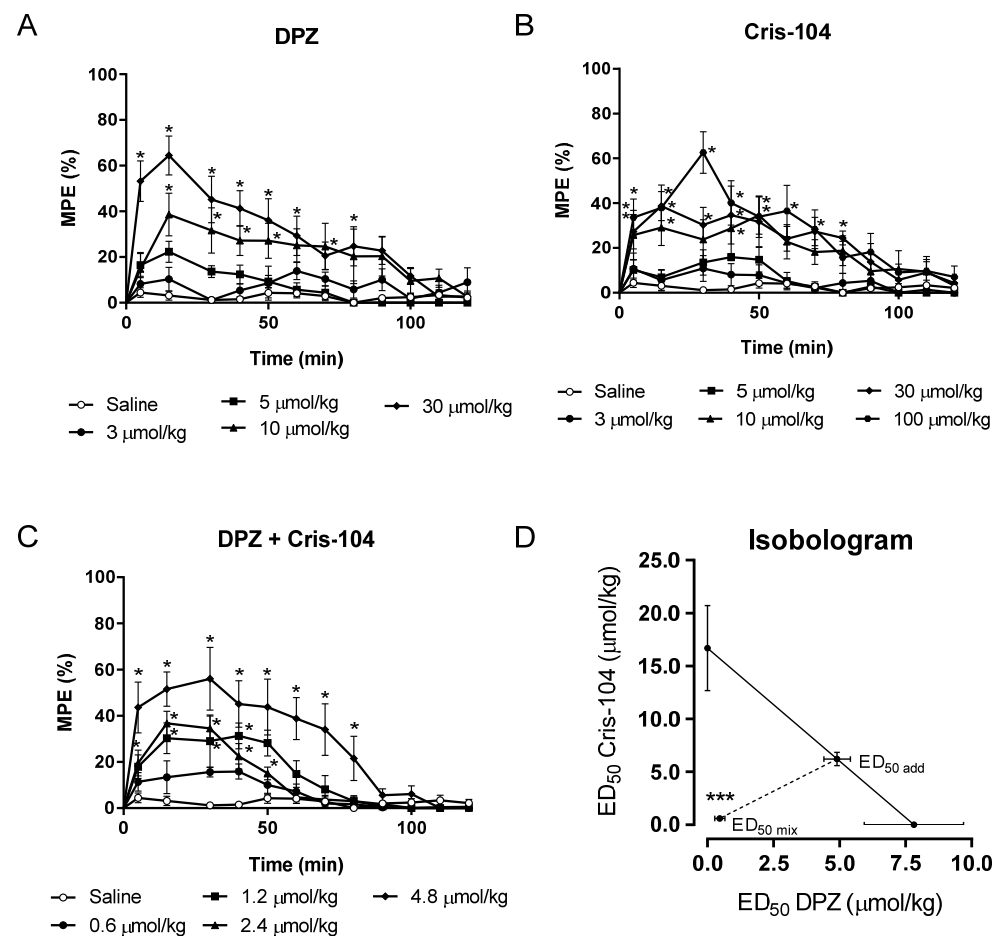 A
DPZ
100
80
60
40
20
0
MPE (%)
* * * * * * *
* * * * *
0 50 100
Time (min)
Saline
3 μmol/kg
5 μmol/kg
10 μmol/kg
30 μmol/kg
B
Cris-104
100
80
60
40
20
0
MPE (%)
0 50 100
Time (min)
Saline
3 μmol/kg
5 μmol/kg
10 μmol/kg
30 μmol/kg
100 μmol/kg
C
DPZ + Cris-104
100
80
60
40
20
0
MPE (%)
0 50 100
Time (min)
Saline
0.6 μmol/kg
1.2 μmol/kg
2.4 μmol/kg
4.8 μmol/kg
D
Isobologram
25.0
20.0
15.0
10.0
5.0
0.0
ED50 Cris-104 (μmol/kg)
ED50 add
***
ED50 mix
0.0 2.5 5.0 7.5 10.0
ED50 DPZ (μmol/kg)